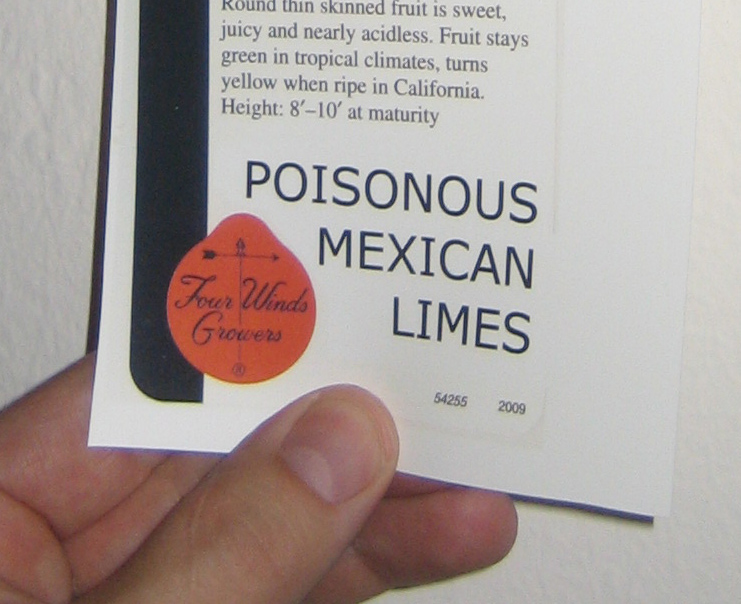 Round thin skinned fruit is sweet,
juicy and nearly acidless. Fruit stays
green in tropical climates, turns
yellow when ripe in California.
Height: 8′–10′ at maturity
POISONOUS
MEXICAN
LIMES
Four Winds
Growers
®
54255 2009